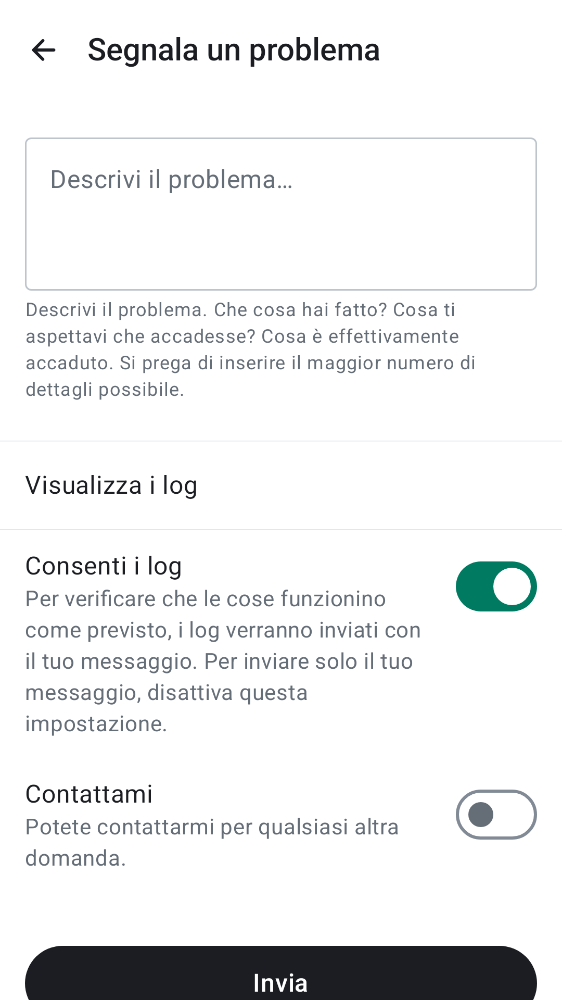 Segnala un problema
Descrivi il problema…
Descrivi il problema. Che cosa hai fatto? Cosa ti
aspettavi che accadesse? Cosa è effettivamente
accaduto. Si prega di inserire il maggior numero di
dettagli possibile.
Visualizza i log
Consenti i log
Per verificare che le cose funzionino
come previsto, i log verranno inviati con
il tuo messaggio. Per inviare solo il tuo
messaggio, disattiva questa
impostazione.
Contattami
Potete contattarmi per qualsiasi altra
domanda.
Invia